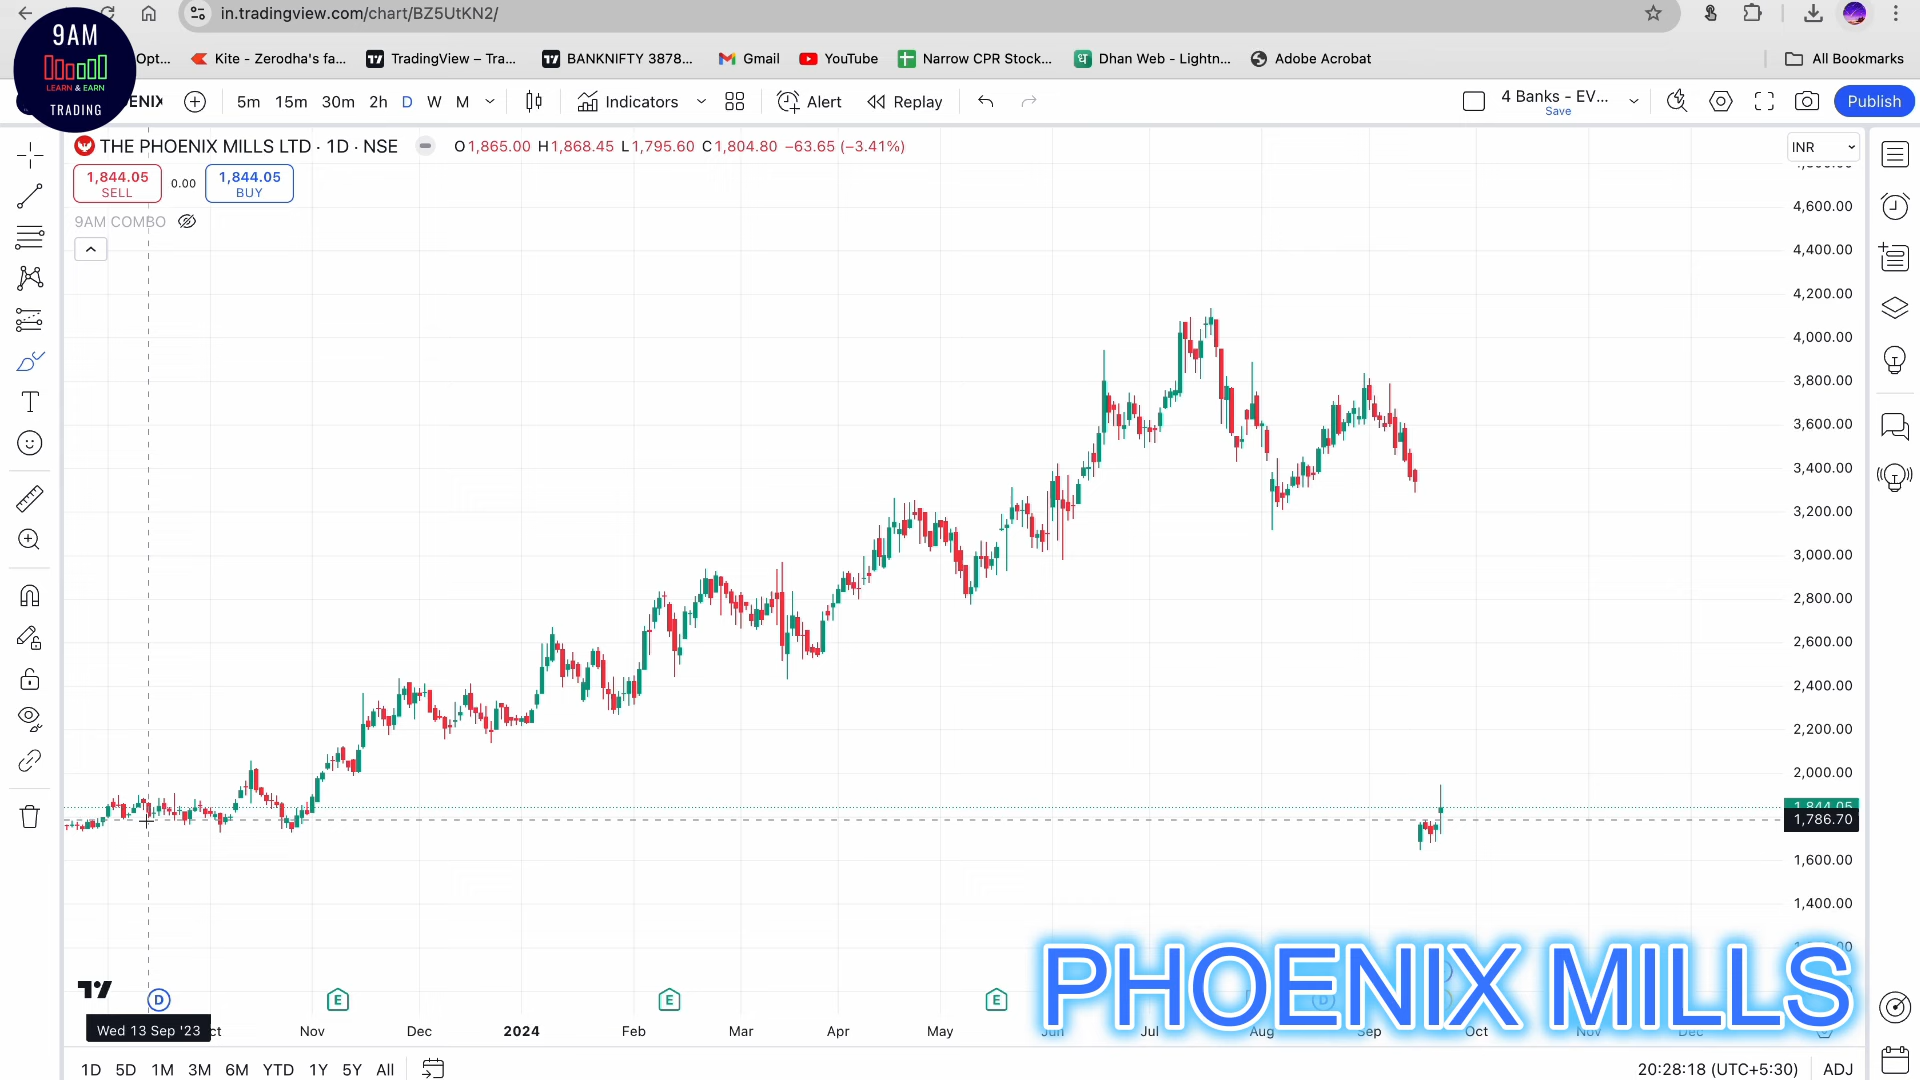 in.tradingview.com/chart/BZ5UtKN2/
9AM
LEARN & EARN
TRADING
Opt...
Kite - Zerodha's fa...
TradingView – Tra...
BANKNIFTY 3878...
Gmail
YouTube
Narrow CPR Stock...
Dhan Web - Lightn...
Adobe Acrobat
All Bookmarks
ENIX
5m 15m 30m 2h D W M
Indicators
Alert
Replay
4 Banks - EV...
Save
Publish
THE PHOENIX MILLS LTD · 1D · NSE
O1,865.00 H1,868.45 L1,795.60 C1,804.80 −63.65 (−3.41%)
INR
1,844.05
SELL
0.00
1,844.05
BUY
9AM COMBO
4,600.00
4,400.00
4,200.00
4,000.00
3,800.00
3,600.00
3,400.00
3,200.00
3,000.00
2,800.00
2,600.00
2,400.00
2,200.00
2,000.00
1,844.05
1,786.70
1,600.00
1,400.00
D
E
E
E
D
PHOENIX MILLS
Wed 13 Sep '23
Nov Dec 2024 Feb Mar Apr May Jun Jul Aug Sep Oct Nov Dec
1D 5D 1M 3M 6M YTD 1Y 5Y All
20:28:18 (UTC+5:30)
ADJ